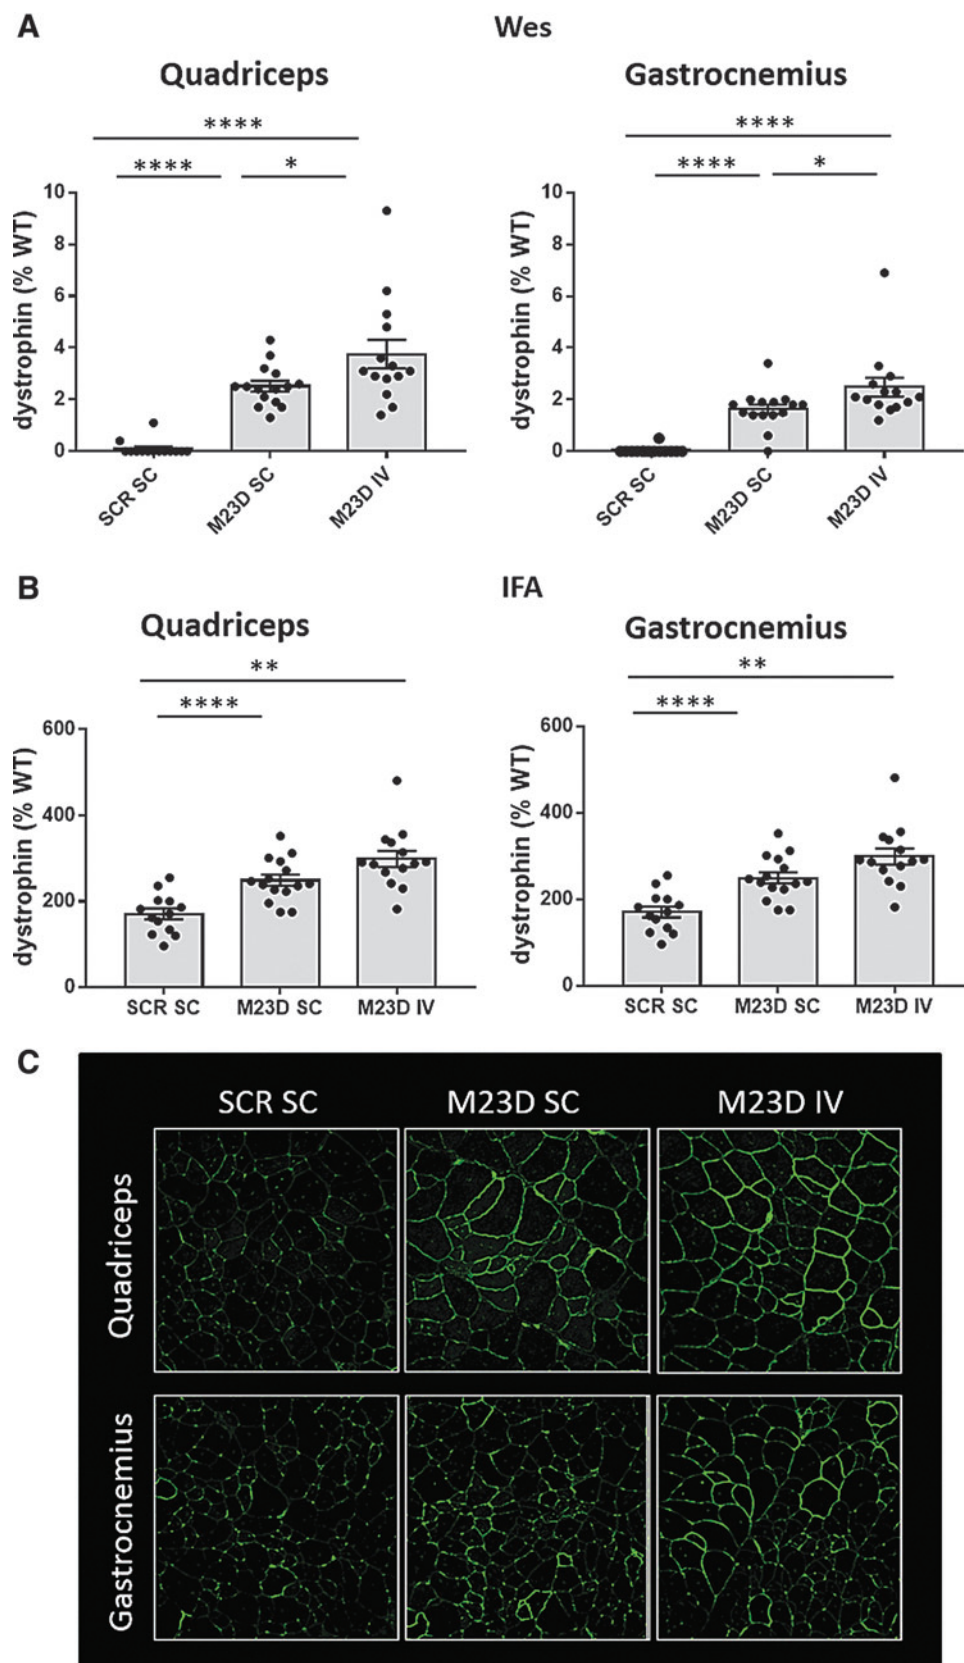 A
Wes
Quadriceps
Gastrocnemius
****
****
*
****
****
*
dystrophin (% WT)
10
8
6
4
2
0
SCR SC
M23D SC
M23D IV
dystrophin (% WT)
10
8
6
4
2
0
SCR SC
M23D SC
M23D IV
B
IFA
Quadriceps
Gastrocnemius
**
****
**
****
dystrophin (% WT)
600
400
200
0
SCR SC
M23D SC
M23D IV
dystrophin (% WT)
600
400
200
0
SCR SC
M23D SC
M23D IV
C
SCR SC
M23D SC
M23D IV
Quadriceps
Gastrocnemius